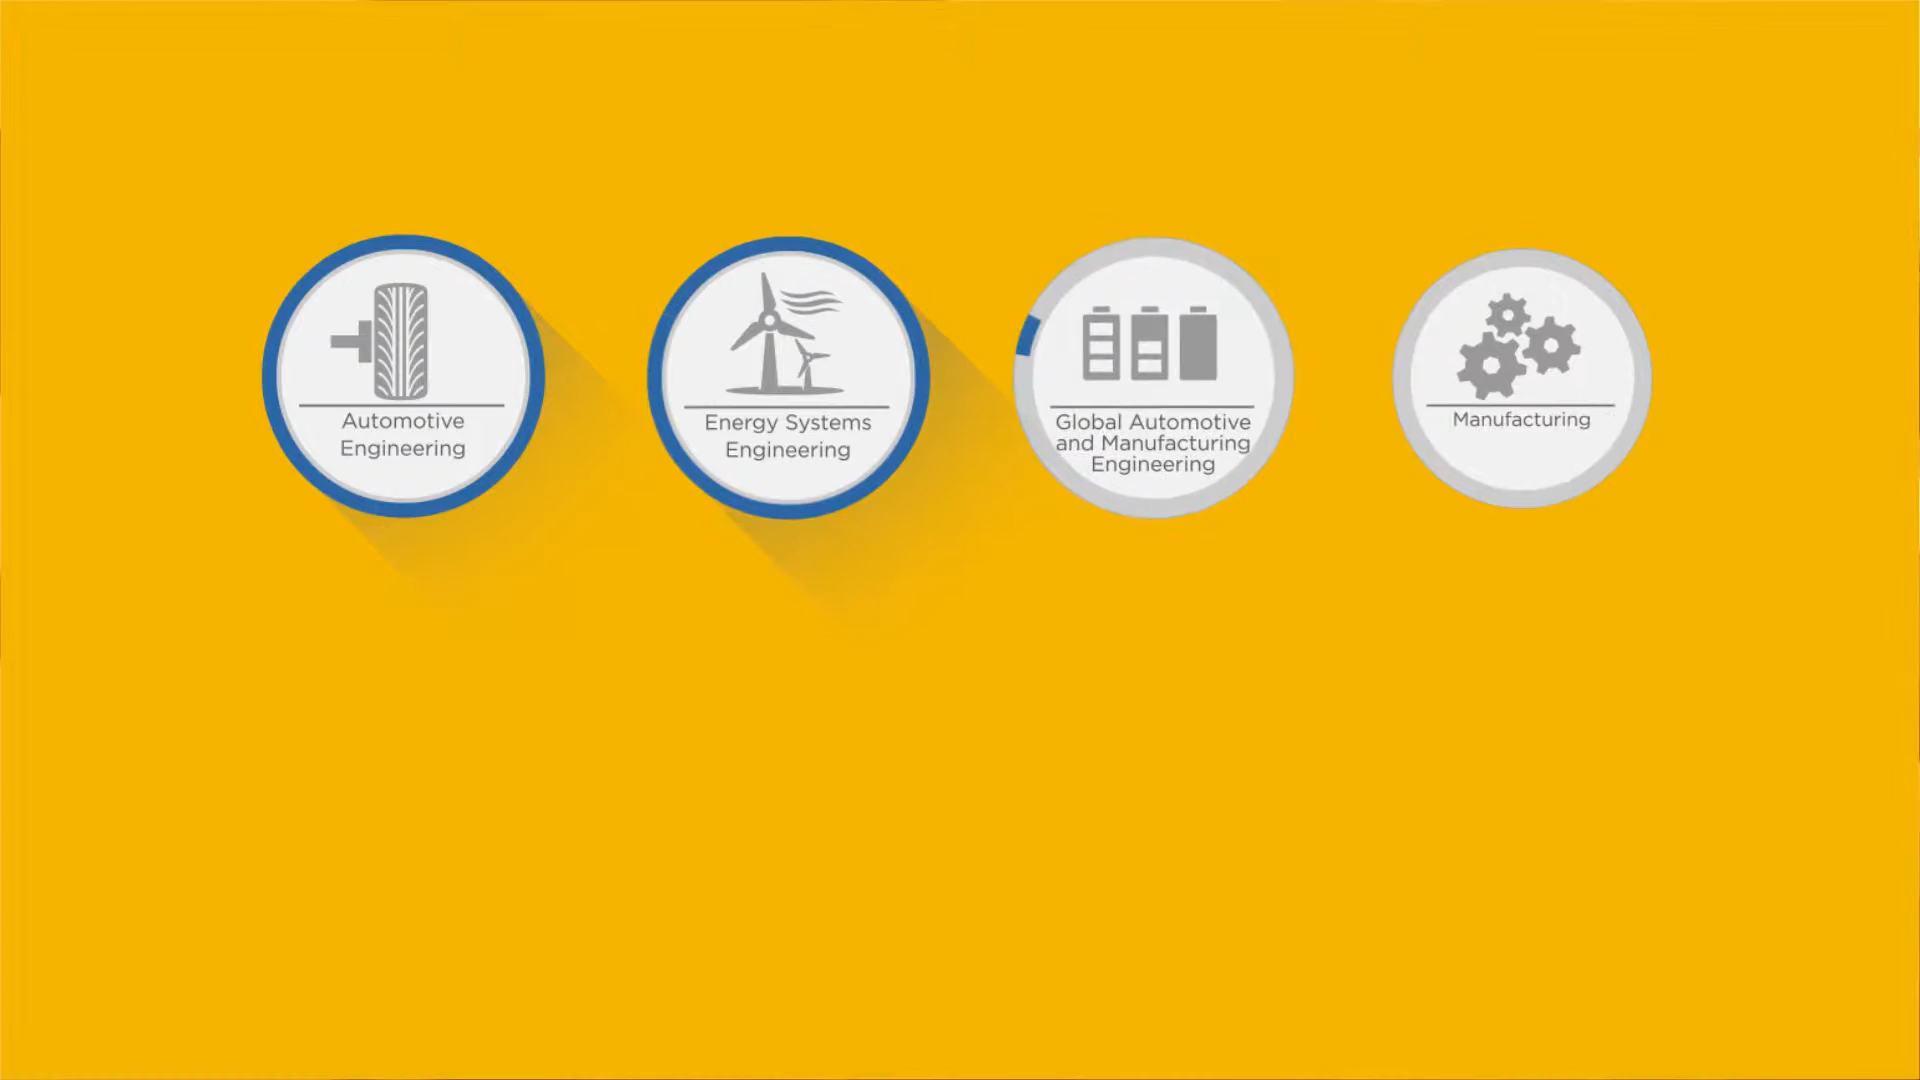 Automotive
Engineering
Energy Systems
Engineering
Global Automotive
and Manufacturing
Engineering
Manufacturing